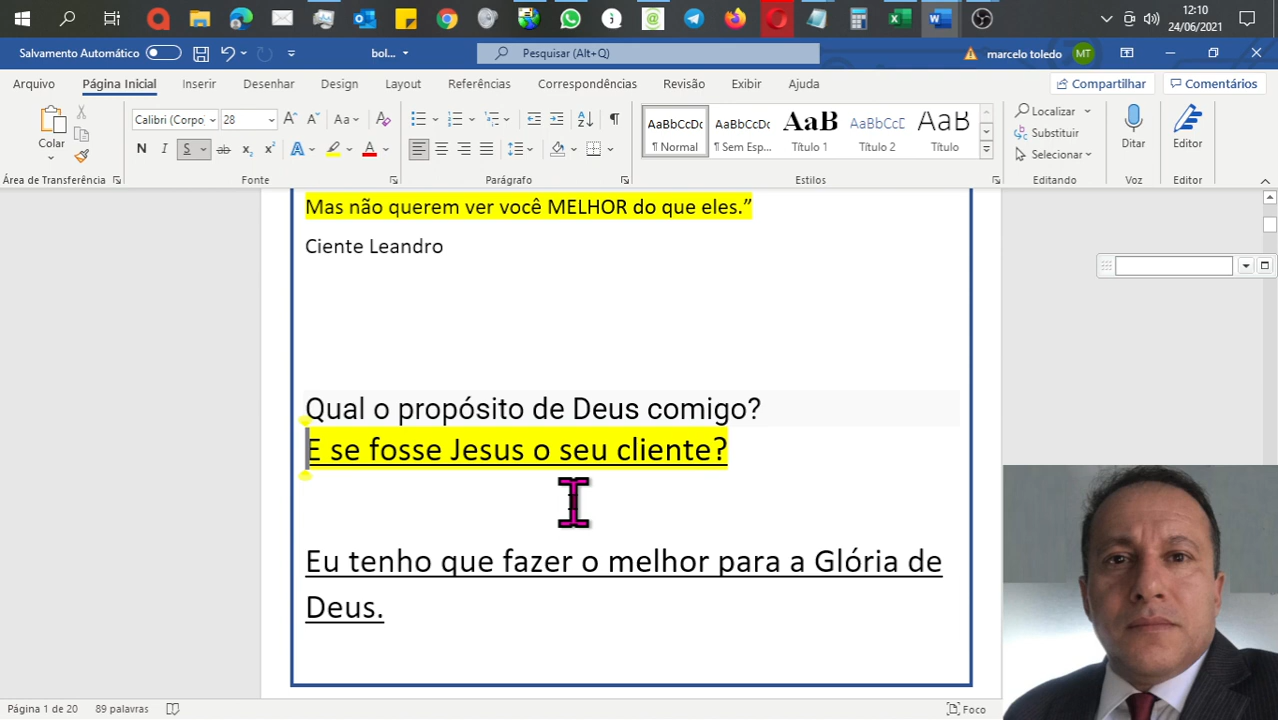 12:10
24/06/2021
Salvamento Automático
bol...
Pesquisar (Alt+Q)
marcelo toledo
MT
Arquivo Página Inicial Inserir Desenhar Design Layout Referências Correspondências Revisão Exibir Ajuda
Compartilhar
Comentários
Colar
Calibri (Corpo
28
Aa
N I S ab x₂ x²
AaBbCcDc AaBbCcDc AaB AaBbCcD AaB
¶ Normal ¶ Sem Esp... Título 1 Título 2 Título
Localizar
Substituir
Selecionar
Ditar
Editor
Área de Transferência Fonte Parágrafo Estilos Editando Voz Editor
Mas não querem ver você MELHOR do que eles.”
Ciente Leandro
Qual o propósito de Deus comigo?
E se fosse Jesus o seu cliente?
Eu tenho que fazer o melhor para a Glória de
Deus.
Página 1 de 20 89 palavras
Foco